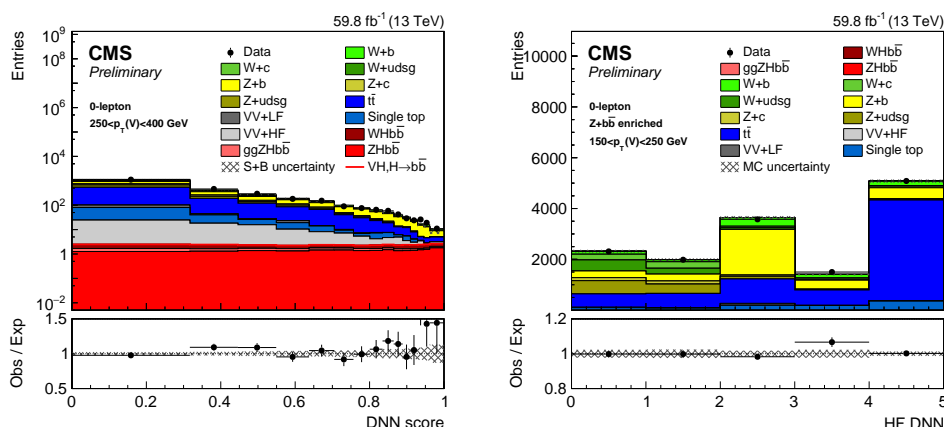 59.8 fb⁻¹ (13 TeV)
Entries
10⁹
10⁸
10⁶
10⁴
10²
1
10⁻²
CMS
Preliminary
0-lepton
250<p_T(V)<400 GeV
Data
W+b
W+c
W+udsg
Z+b
Z+c
Z+udsg
tt̄
VV+LF
Single top
VV+HF
WHbb̄
ggZHbb̄
ZHbb̄
S+B uncertainty
VH,H→bb̄
Obs / Exp
1.5
1
0.5
0
0.2
0.4
0.6
0.8
1
DNN score
59.8 fb⁻¹ (13 TeV)
Entries
10000
8000
6000
4000
2000
CMS
Preliminary
0-lepton
Z+bb̄ enriched
150<p_T(V)<250 GeV
Data
WHbb̄
ggZHbb̄
ZHbb̄
W+b
W+c
W+udsg
Z+b
Z+c
Z+udsg
tt̄
VV+HF
VV+LF
Single top
MC uncertainty
Obs / Exp
1.2
1
0.8
0
1
2
3
4
5
HF DNN